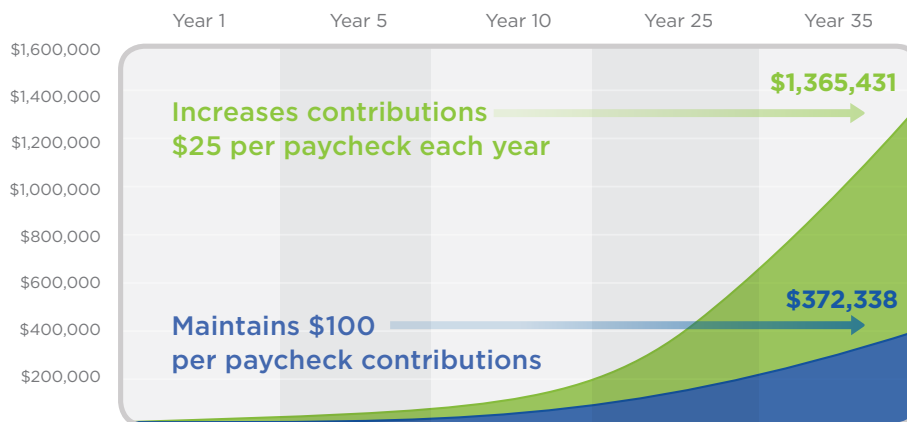 Year 1 Year 5 Year 10 Year 25 Year 35
$1,600,000
$1,400,000
$1,200,000
$1,000,000
$800,000
$600,000
$400,000
$200,000
$1,365,431
Increases contributions
$25 per paycheck each year
$372,338
Maintains $100
per paycheck contributions